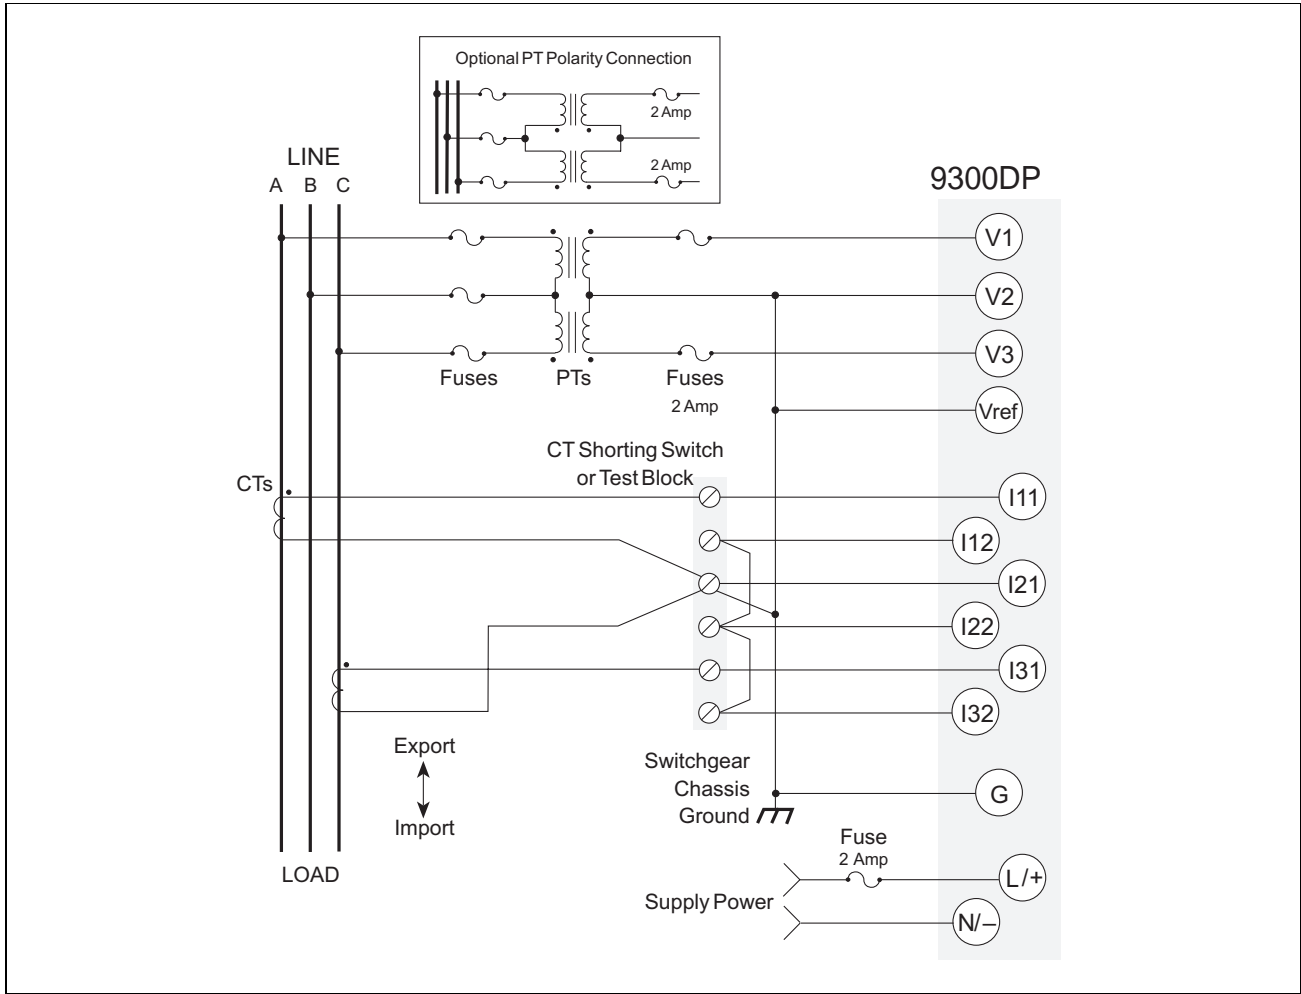 Optional PT Polarity Connection
2 Amp
2 Amp
LINE
A B C
9300DP
V1
V2
V3
Fuses PTs Fuses
2 Amp
Vref
CT Shorting Switch
or Test Block
CTs
I11
I12
I21
I22
I31
I32
Export
Import
Switchgear
Chassis
Ground
G
LOAD
Fuse
2 Amp
L/+
Supply Power
N/–